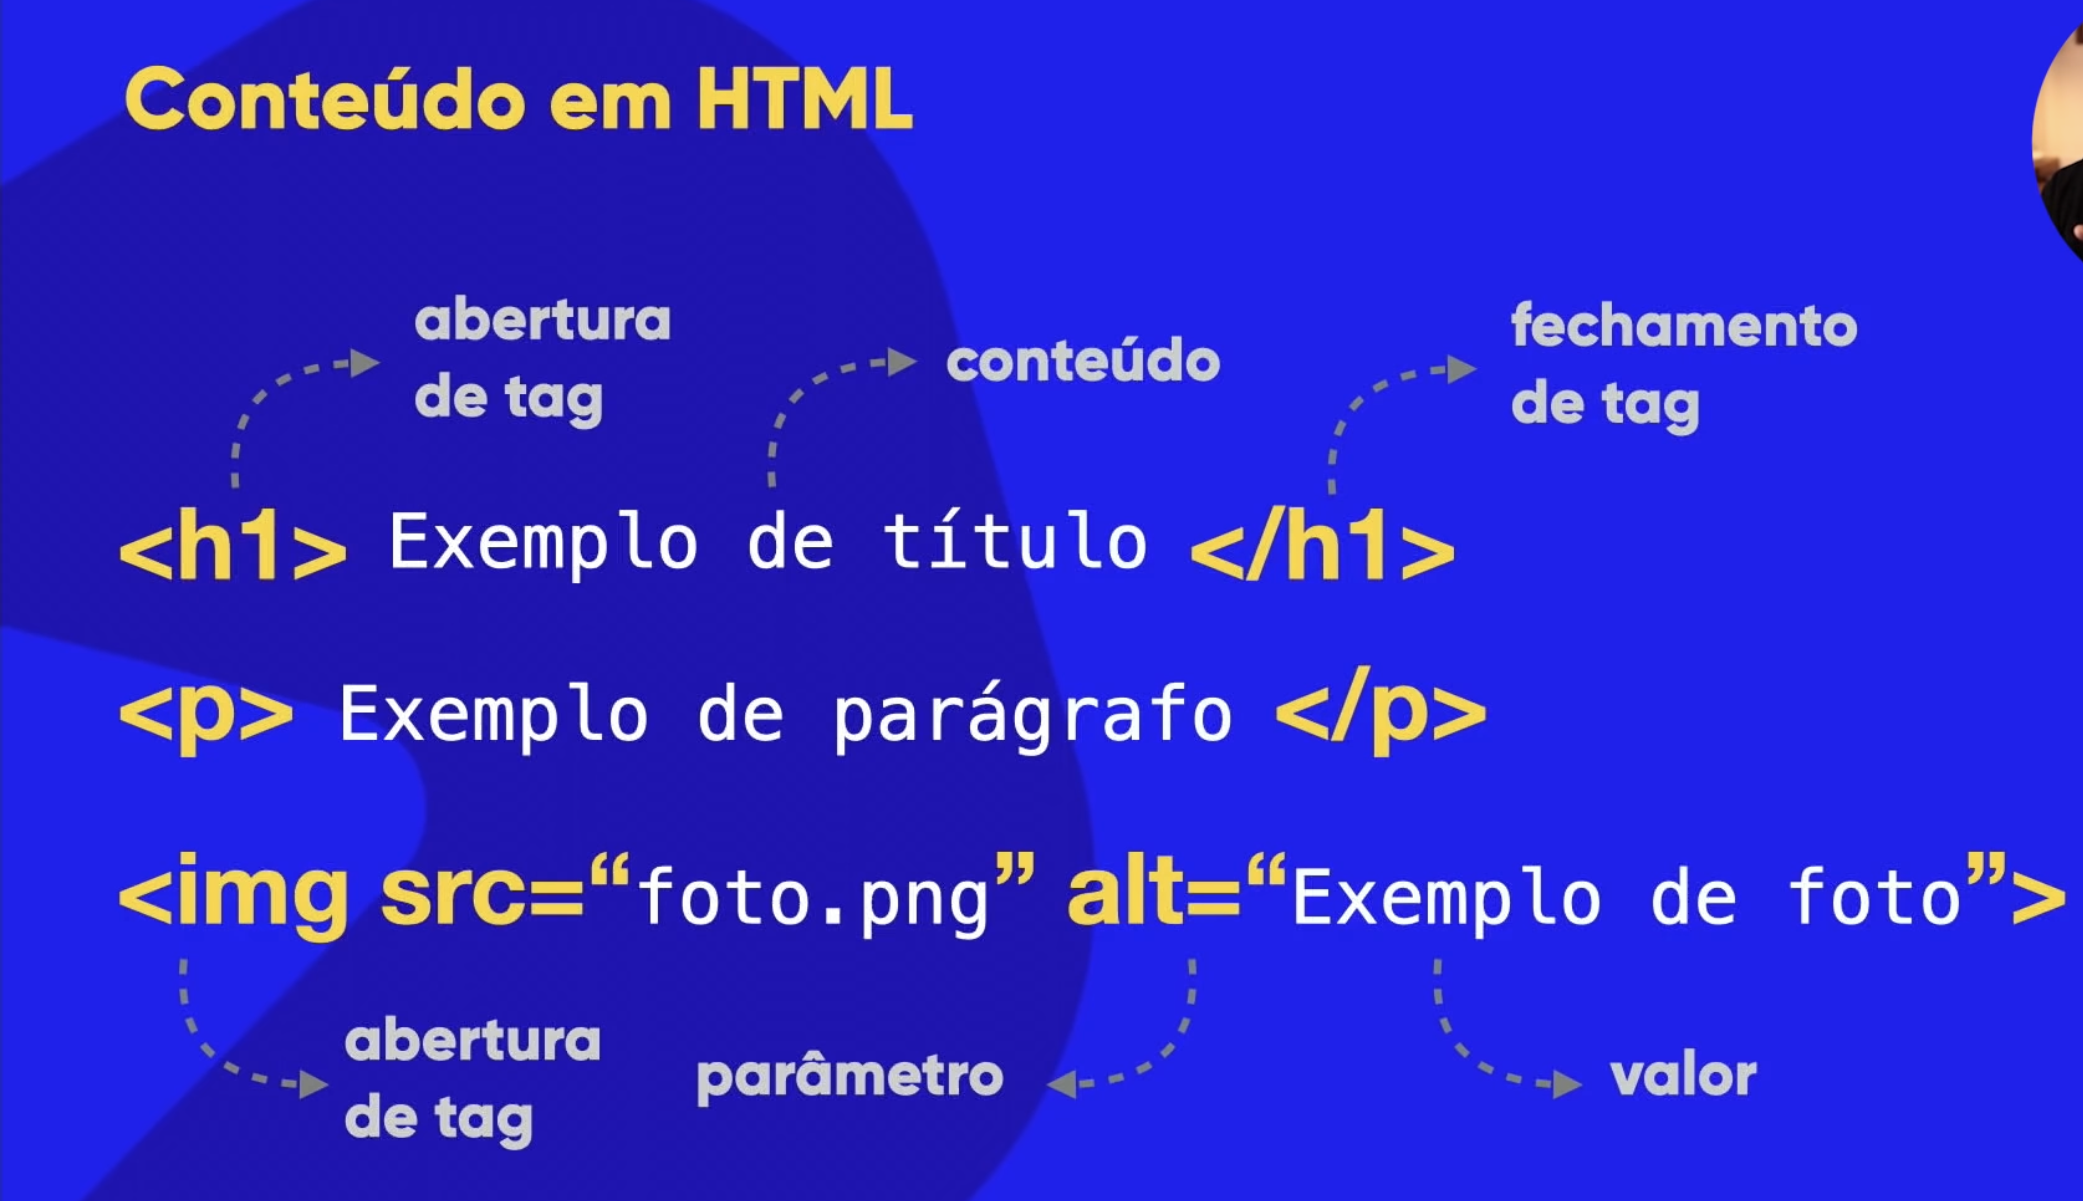 Conteúdo em HTML
abertura
de tag
conteúdo
fechamento
de tag
<h1> Exemplo de título </h1>
<p> Exemplo de parágrafo </p>
<img src=“foto.png” alt=“Exemplo de foto”>
abertura
de tag
parâmetro
valor